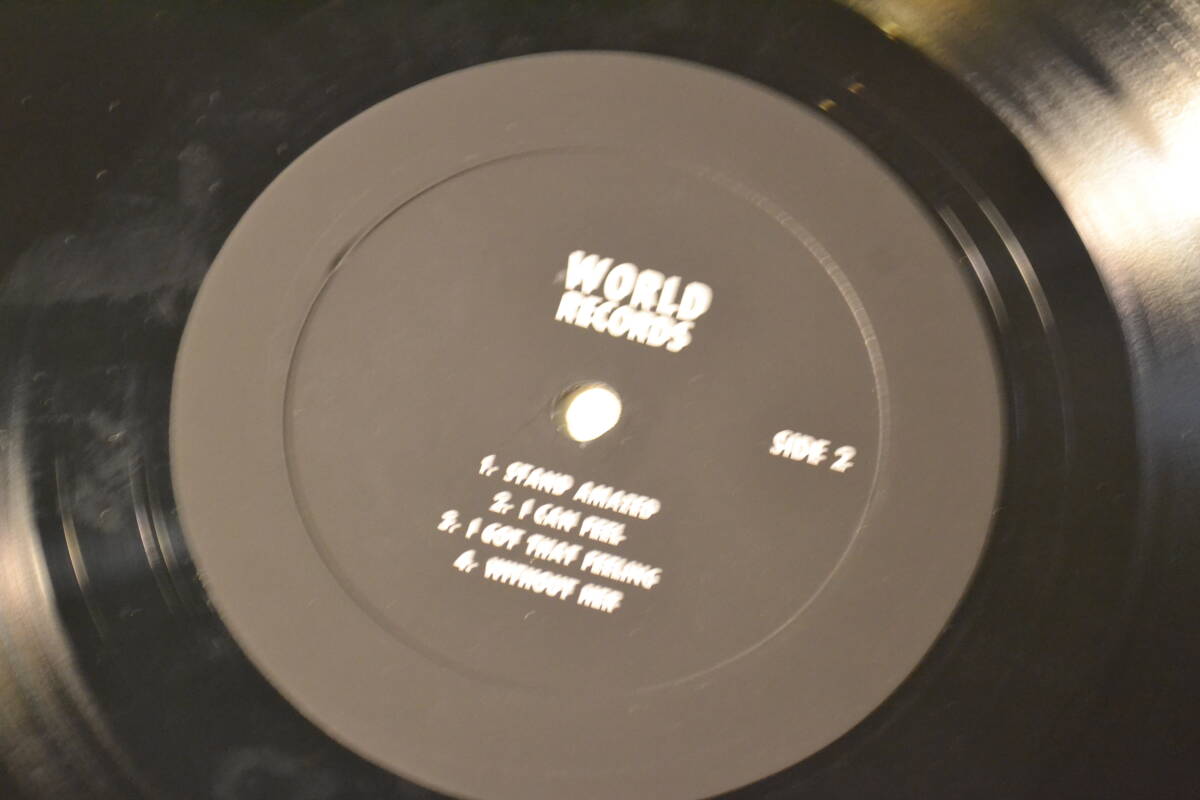 WORLD
RECORDS
SIDE 2
1. STAND AMAZED
2. I CAN FEEL
3. I GOT THAT FEELING
4. WITHOUT HER